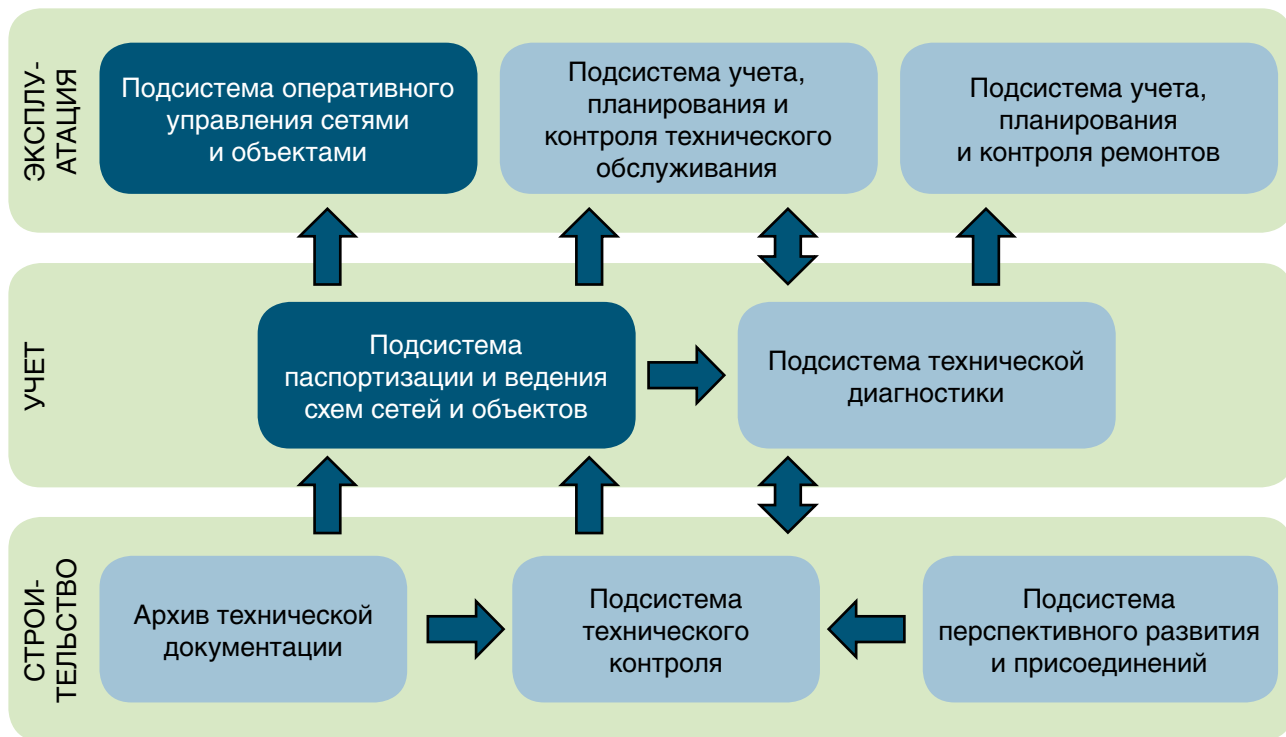 ЭКСПЛУ-
АТАЦИЯ
Подсистема оперативного
управления сетями
и объектами
Подсистема учета,
планирования и
контроля технического
обслуживания
Подсистема учета,
планирования
и контроля ремонтов
УЧЕТ
Подсистема
паспортизации и ведения
схем сетей и объектов
Подсистема технической
диагностики
СТРОИ-
ТЕЛЬСТВО
Архив технической
документации
Подсистема
технического
контроля
Подсистема
перспективного развития
и присоединений